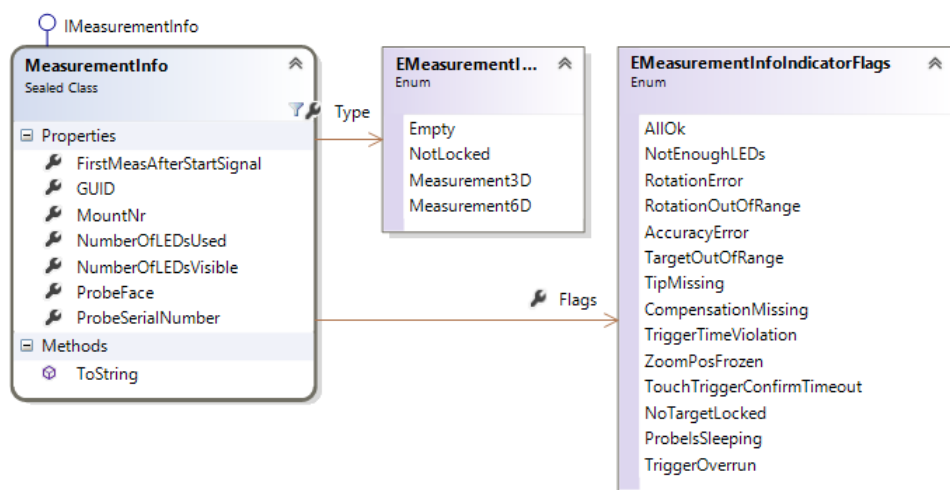 IMeasurementInfo
MeasurementInfo
Sealed Class
Properties
FirstMeasAfterStartSignal
GUID
MountNr
NumberOfLEDsUsed
NumberOfLEDsVisible
ProbeFace
ProbeSerialNumber
Methods
ToString
Type
EMeasurementI...
Enum
Empty
NotLocked
Measurement3D
Measurement6D
Flags
EMeasurementInfoIndicatorFlags
Enum
AllOk
NotEnoughLEDs
RotationError
RotationOutOfRange
AccuracyError
TargetOutOfRange
TipMissing
CompensationMissing
TriggerTimeViolation
ZoomPosFrozen
TouchTriggerConfirmTimeout
NoTargetLocked
ProbeIsSleeping
TriggerOverrun